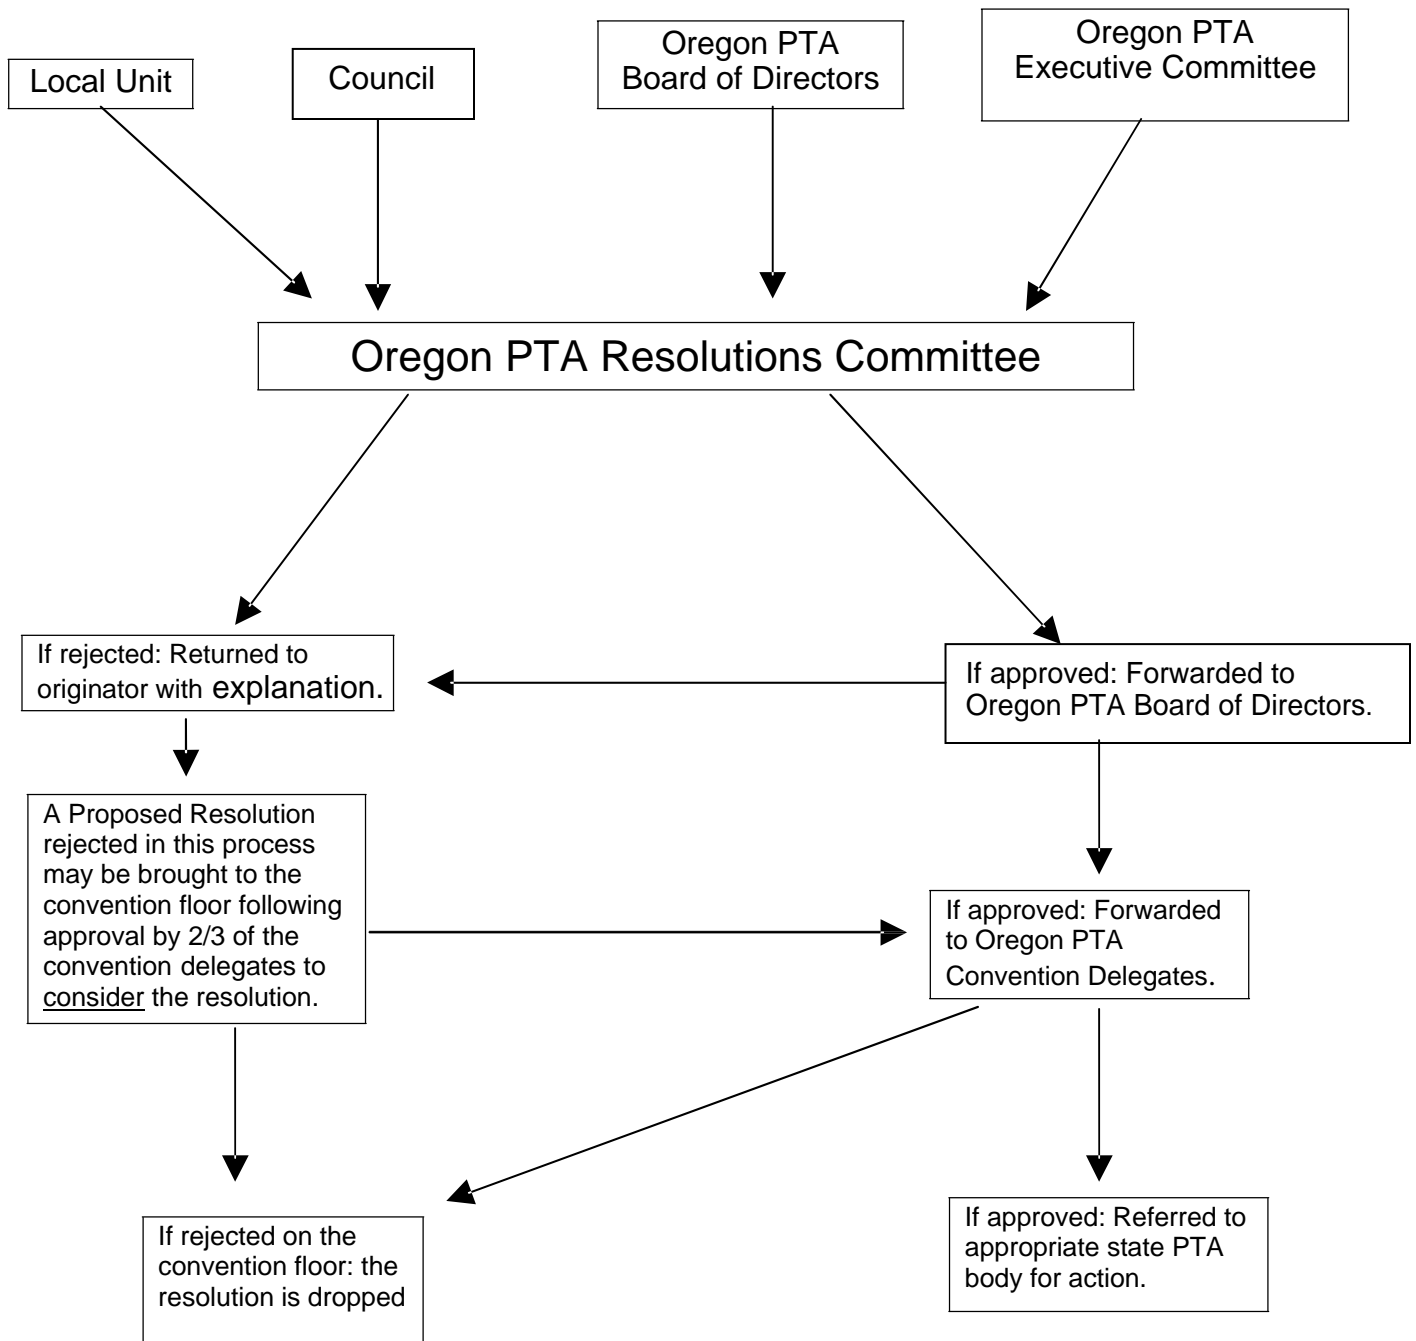 Local Unit
Council
Oregon PTA
Board of Directors
Oregon PTA
Executive Committee
Oregon PTA Resolutions Committee
If rejected: Returned to
originator with explanation.
If approved: Forwarded to
Oregon PTA Board of Directors.
A Proposed Resolution
rejected in this process
may be brought to the
convention floor following
approval by 2/3 of the
convention delegates to
consider the resolution.
If approved: Forwarded
to Oregon PTA
Convention Delegates.
If rejected on the
convention floor: the
resolution is dropped
If approved: Referred to
appropriate state PTA
body for action.